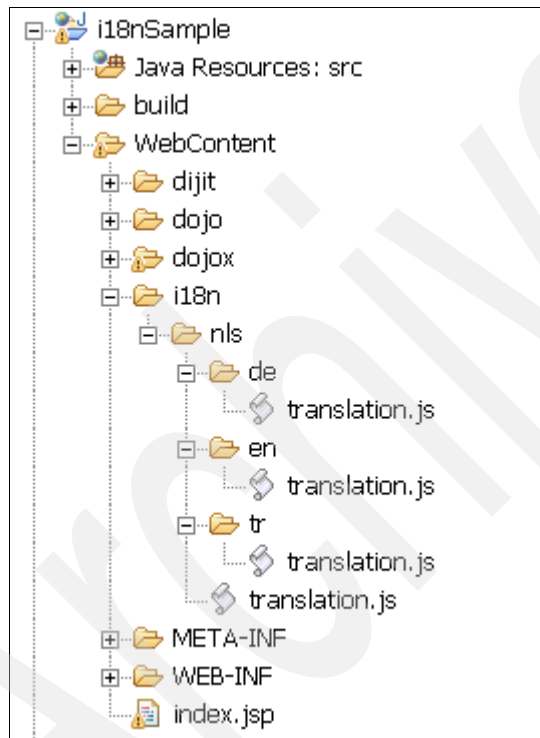 i18nSample
Java Resources: src
build
WebContent
dijit
dojo
dojox
i18n
nls
de
translation.js
en
translation.js
tr
translation.js
translation.js
META-INF
WEB-INF
index.jsp